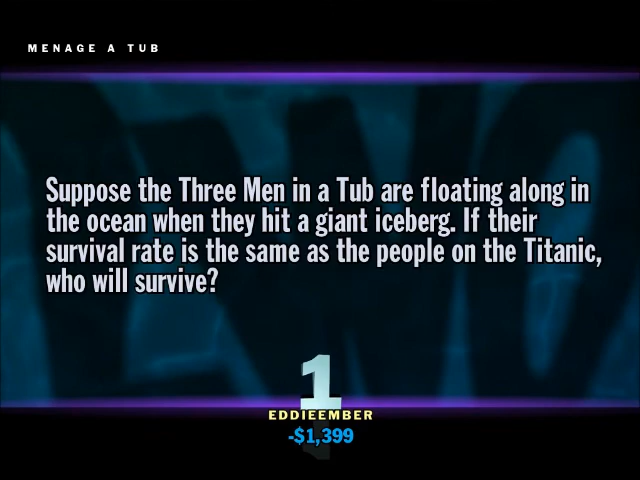 MENAGE A TUB
Suppose the Three Men in a Tub are floating along in
the ocean when they hit a giant iceberg. If their
survival rate is the same as the people on the Titanic,
who will survive?
1
EDDIEEMBER
-$1,399